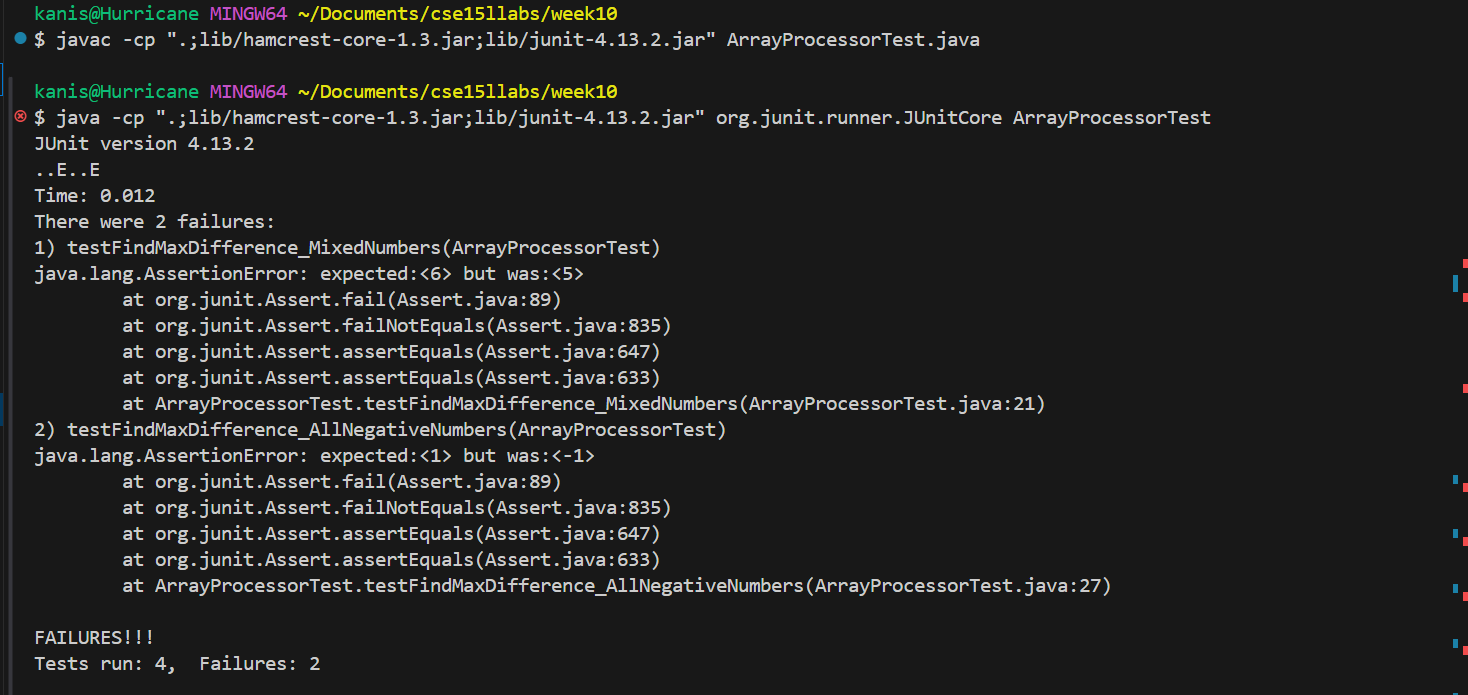 kanis@Hurricane MINGW64 ~/Documents/cse15llabs/week10
$ javac -cp ".;lib/hamcrest-core-1.3.jar;lib/junit-4.13.2.jar" ArrayProcessorTest.java
kanis@Hurricane MINGW64 ~/Documents/cse15llabs/week10
$ java -cp ".;lib/hamcrest-core-1.3.jar;lib/junit-4.13.2.jar" org.junit.runner.JUnitCore ArrayProcessorTest
JUnit version 4.13.2
..E..E
Time: 0.012
There were 2 failures:
1) testFindMaxDifference_MixedNumbers(ArrayProcessorTest)
java.lang.AssertionError: expected:<6> but was:<5>
        at org.junit.Assert.fail(Assert.java:89)
        at org.junit.Assert.failNotEquals(Assert.java:835)
        at org.junit.Assert.assertEquals(Assert.java:647)
        at org.junit.Assert.assertEquals(Assert.java:633)
        at ArrayProcessorTest.testFindMaxDifference_MixedNumbers(ArrayProcessorTest.java:21)
2) testFindMaxDifference_AllNegativeNumbers(ArrayProcessorTest)
java.lang.AssertionError: expected:<1> but was:<-1>
        at org.junit.Assert.fail(Assert.java:89)
        at org.junit.Assert.failNotEquals(Assert.java:835)
        at org.junit.Assert.assertEquals(Assert.java:647)
        at org.junit.Assert.assertEquals(Assert.java:633)
        at ArrayProcessorTest.testFindMaxDifference_AllNegativeNumbers(ArrayProcessorTest.java:27)
FAILURES!!!
Tests run: 4,  Failures: 2